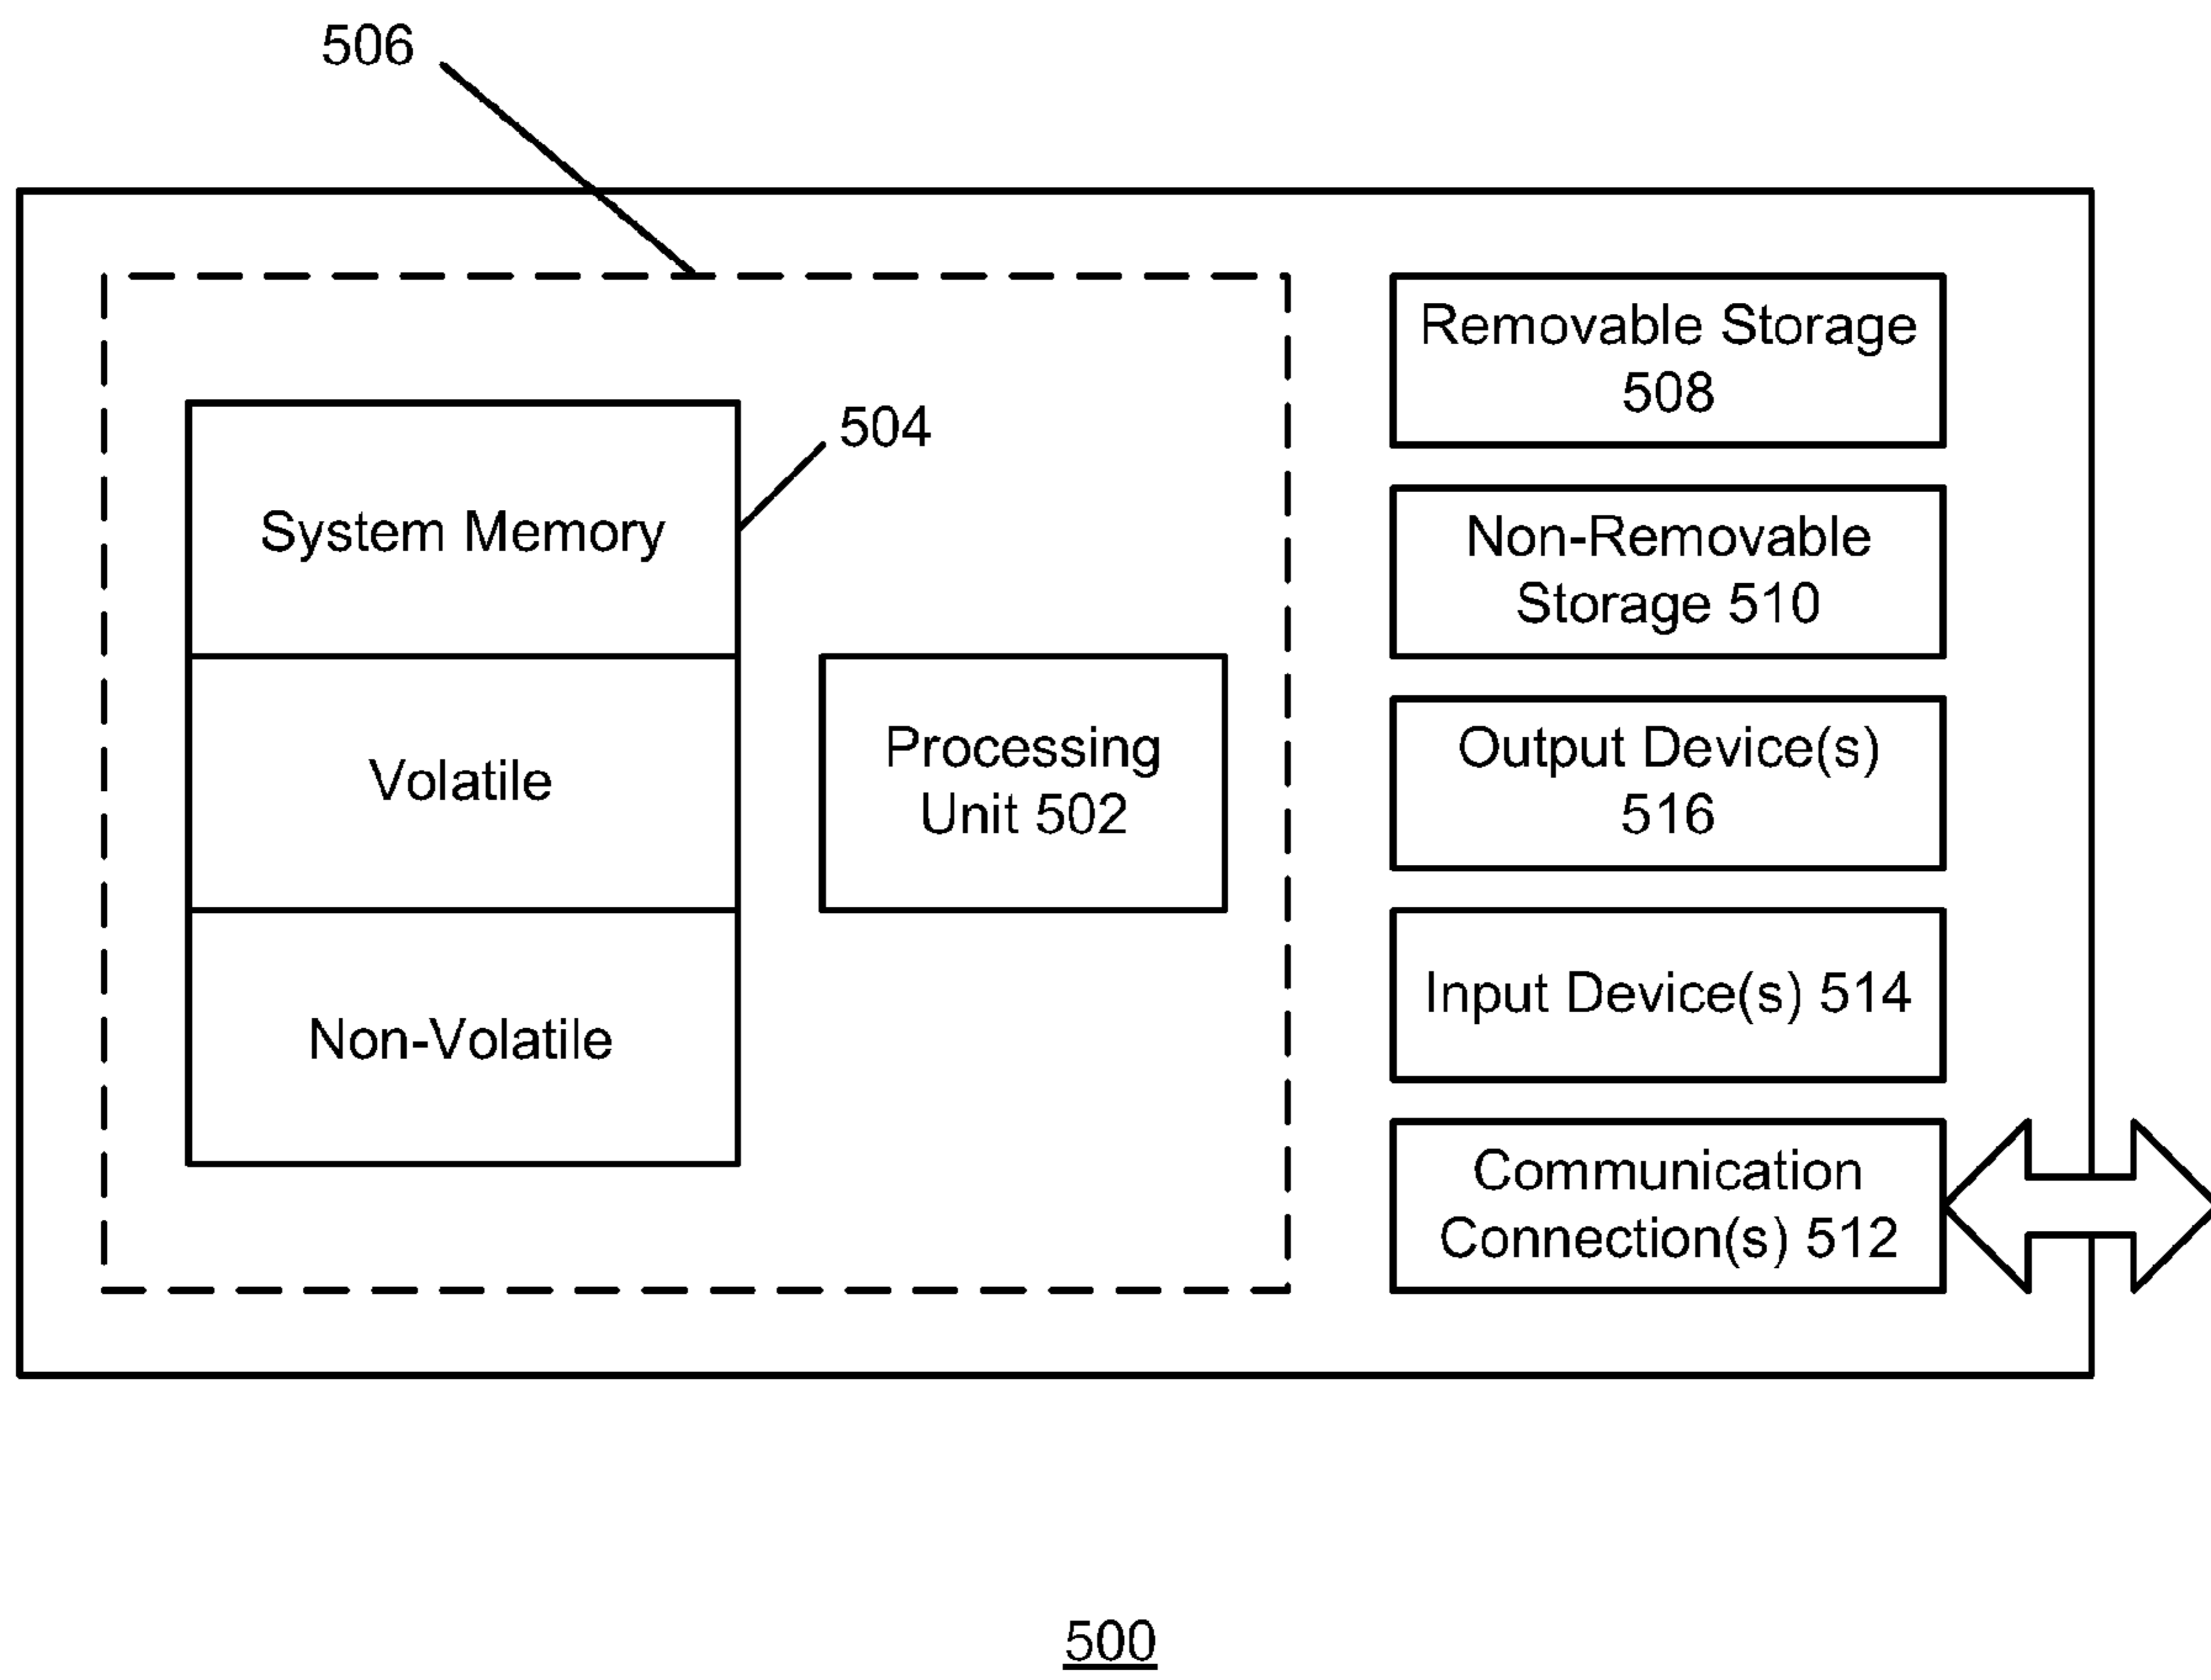 506
504
System Memory
Volatile
Non-Volatile
Processing
Unit 502
Removable Storage
508
Non-Removable
Storage 510
Output Device(s)
516
Input Device(s) 514
Communication
Connection(s) 512
500